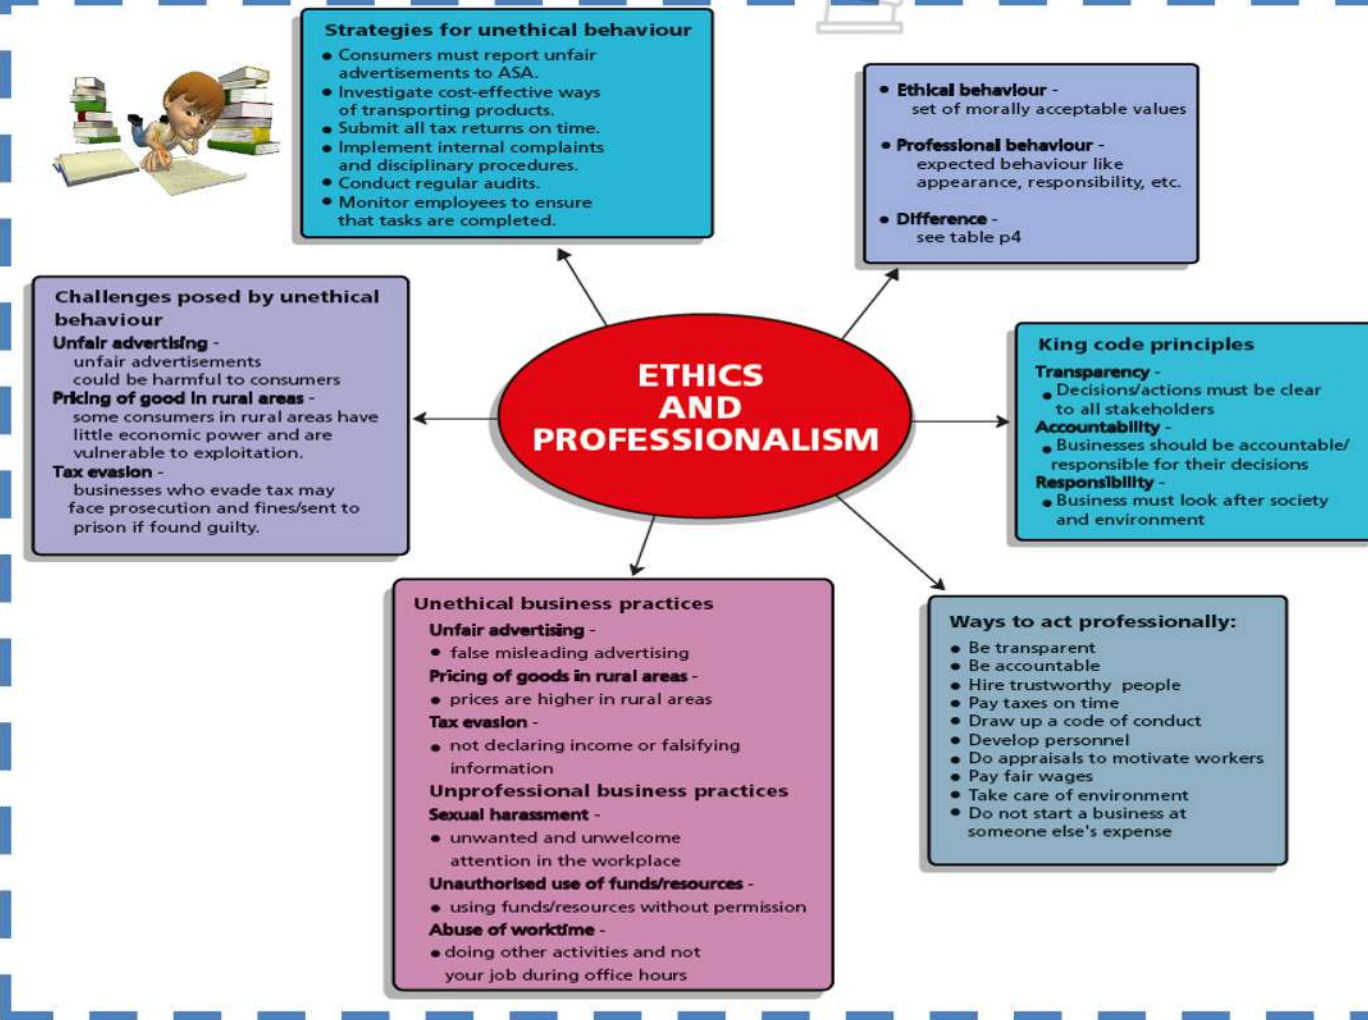 Strategies for unethical behaviour
• Consumers must report unfair
advertisements to ASA.
• Investigate cost-effective ways
of transporting products.
• Submit all tax returns on time.
• Implement internal complaints
and disciplinary procedures.
• Conduct regular audits.
• Monitor employees to ensure
that tasks are completed.
• Ethical behaviour -
set of morally acceptable values
• Professional behaviour -
expected behaviour like
appearance, responsibility, etc.
• Difference -
see table p4
Challenges posed by unethical
behaviour
Unfair advertising -
unfair advertisements
could be harmful to consumers
Pricing of good in rural areas -
some consumers in rural areas have
little economic power and are
vulnerable to exploitation.
Tax evasion -
businesses who evade tax may
face prosecution and fines/sent to
prison if found guilty.
ETHICS
AND
PROFESSIONALISM
King code principles
Transparency -
• Decisions/actions must be clear
to all stakeholders
Accountability -
• Businesses should be accountable/
responsible for their decisions
Responsibility -
• Business must look after society
and environment
Unethical business practices
Unfair advertising -
• false misleading advertising
Pricing of goods in rural areas -
• prices are higher in rural areas
Tax evasion -
• not declaring income or falsifying
information
Unprofessional business practices
Sexual harassment -
• unwanted and unwelcome
attention in the workplace
Unauthorised use of funds/resources -
• using funds/resources without permission
Abuse of worktime -
• doing other activities and not
your job during office hours
Ways to act professionally:
• Be transparent
• Be accountable
• Hire trustworthy people
• Pay taxes on time
• Draw up a code of conduct
• Develop personnel
• Do appraisals to motivate workers
• Pay fair wages
• Take care of environment
• Do not start a business at
someone else's expense